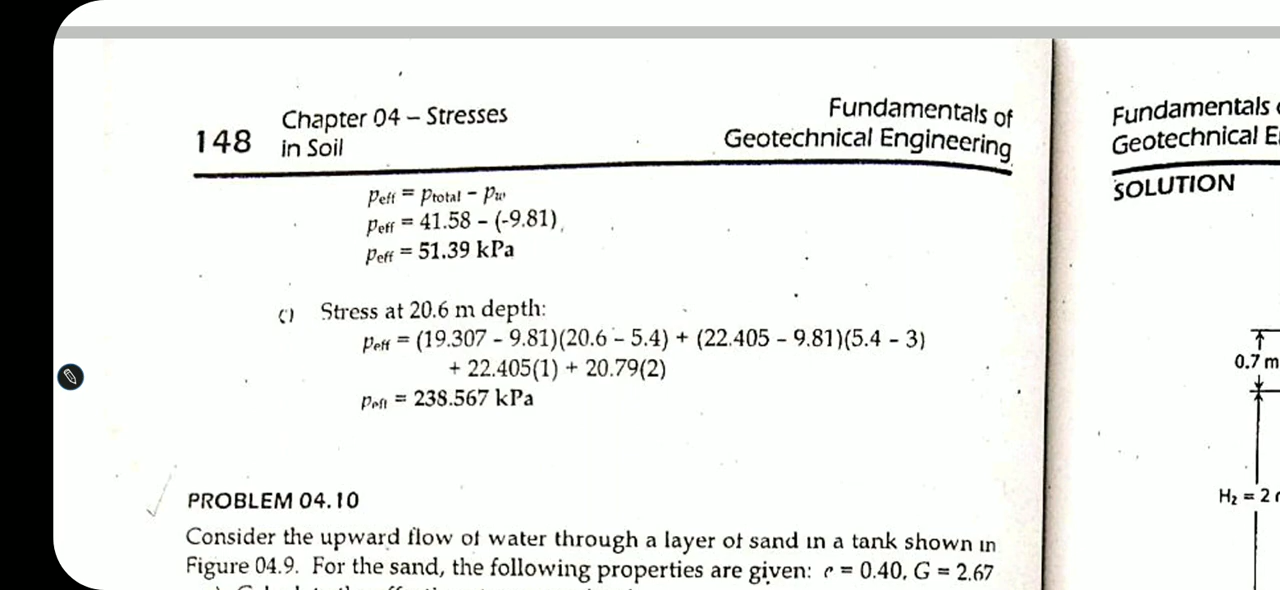 148
Chapter 04 – Stresses
in Soil
Fundamentals of
Geotechnical Engineering
Peff = Ptotal - Pw
Peff = 41.58 - (-9.81)
Peff = 51.39 kPa
c) Stress at 20.6 m depth:
Peff = (19.307 - 9.81)(20.6 - 5.4) + (22.405 - 9.81)(5.4 - 3)
+ 22.405(1) + 20.79(2)
Peff = 238.567 kPa
PROBLEM 04.10
Consider the upward flow of water through a layer of sand in a tank shown in
Figure 04.9. For the sand, the following properties are given: e = 0.40, G = 2.67
Fundamentals
Geotechnical
SOLUTION
0.7 m
H₂ = 2